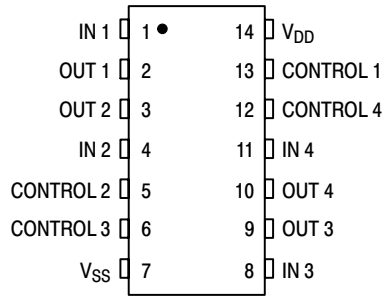 IN 1 1 14 VDD
OUT 1 2 13 CONTROL 1
OUT 2 3 12 CONTROL 4
IN 2 4 11 IN 4
CONTROL 2 5 10 OUT 4
CONTROL 3 6 9 OUT 3
VSS 7 8 IN 3